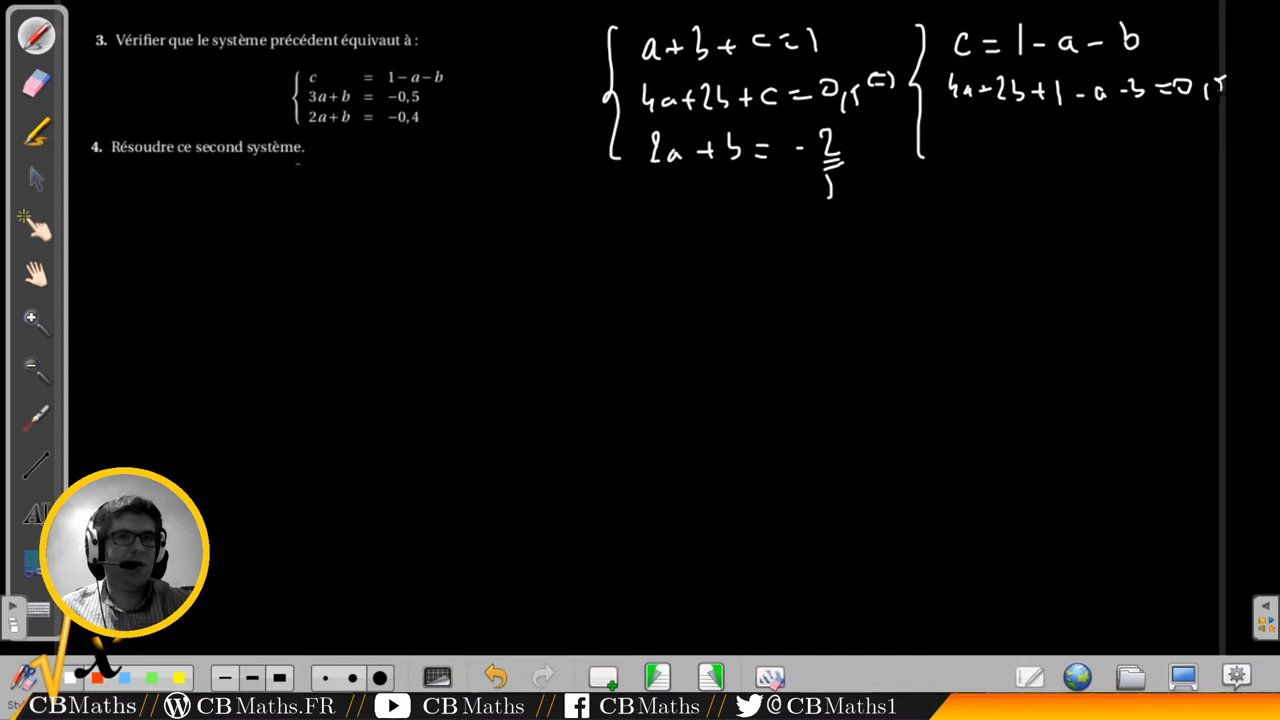 3. Vérifier que le système précédent équivaut à :
c = 1 − a − b
3a + b = −0,5
2a + b = −0,4
4. Résoudre ce second système.
a + b + c = 1
4a + 2b + c = 0,5 (=)
2a + b = - 2
5
c = 1 - a - b
4a + 2b + 1 - a - b = 0,5
CBMaths
CBMaths.FR
CBMaths
CBMaths
@CBMaths1